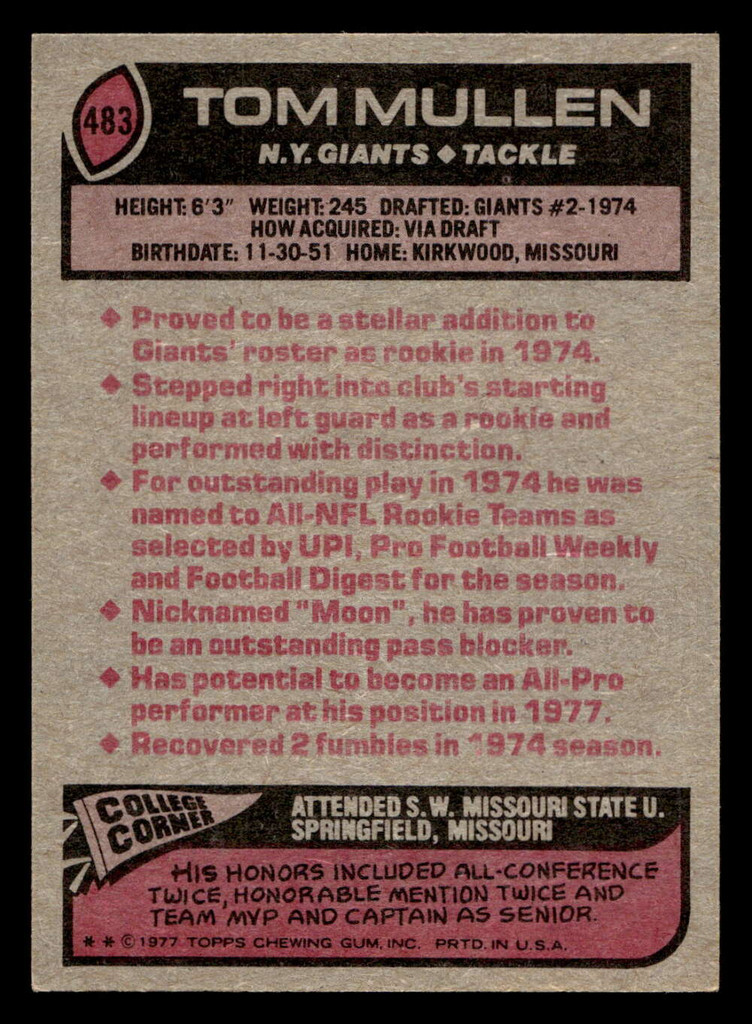 483
TOM MULLEN
N.Y. GIANTS ◆ TACKLE
HEIGHT: 6'3" WEIGHT: 245 DRAFTED: GIANTS #2-1974
HOW ACQUIRED: VIA DRAFT
BIRTHDATE: 11-30-51 HOME: KIRKWOOD, MISSOURI
◆ Proved to be a stellar addition to
Giants' roster as rookie in 1974.
◆ Stepped right into club's starting
lineup at left guard as a rookie and
performed with distinction.
◆ For outstanding play in 1974 he was
named to All-NFL Rookie Teams as
selected by UPI, Pro Football Weekly
and Football Digest for the season.
◆ Nicknamed "Moon", he has proven to
be an outstanding pass blocker.
◆ Has potential to become an All-Pro
performer at his position in 1977.
◆ Recovered 2 fumbles in 1974 season.
COLLEGE
CORNER
ATTENDED S.W. MISSOURI STATE U.
SPRINGFIELD, MISSOURI
HIS HONORS INCLUDED ALL-CONFERENCE
TWICE, HONORABLE MENTION TWICE AND
TEAM MVP AND CAPTAIN AS SENIOR.
* * © 1977 TOPPS CHEWING GUM, INC. PRTD. IN U.S.A.